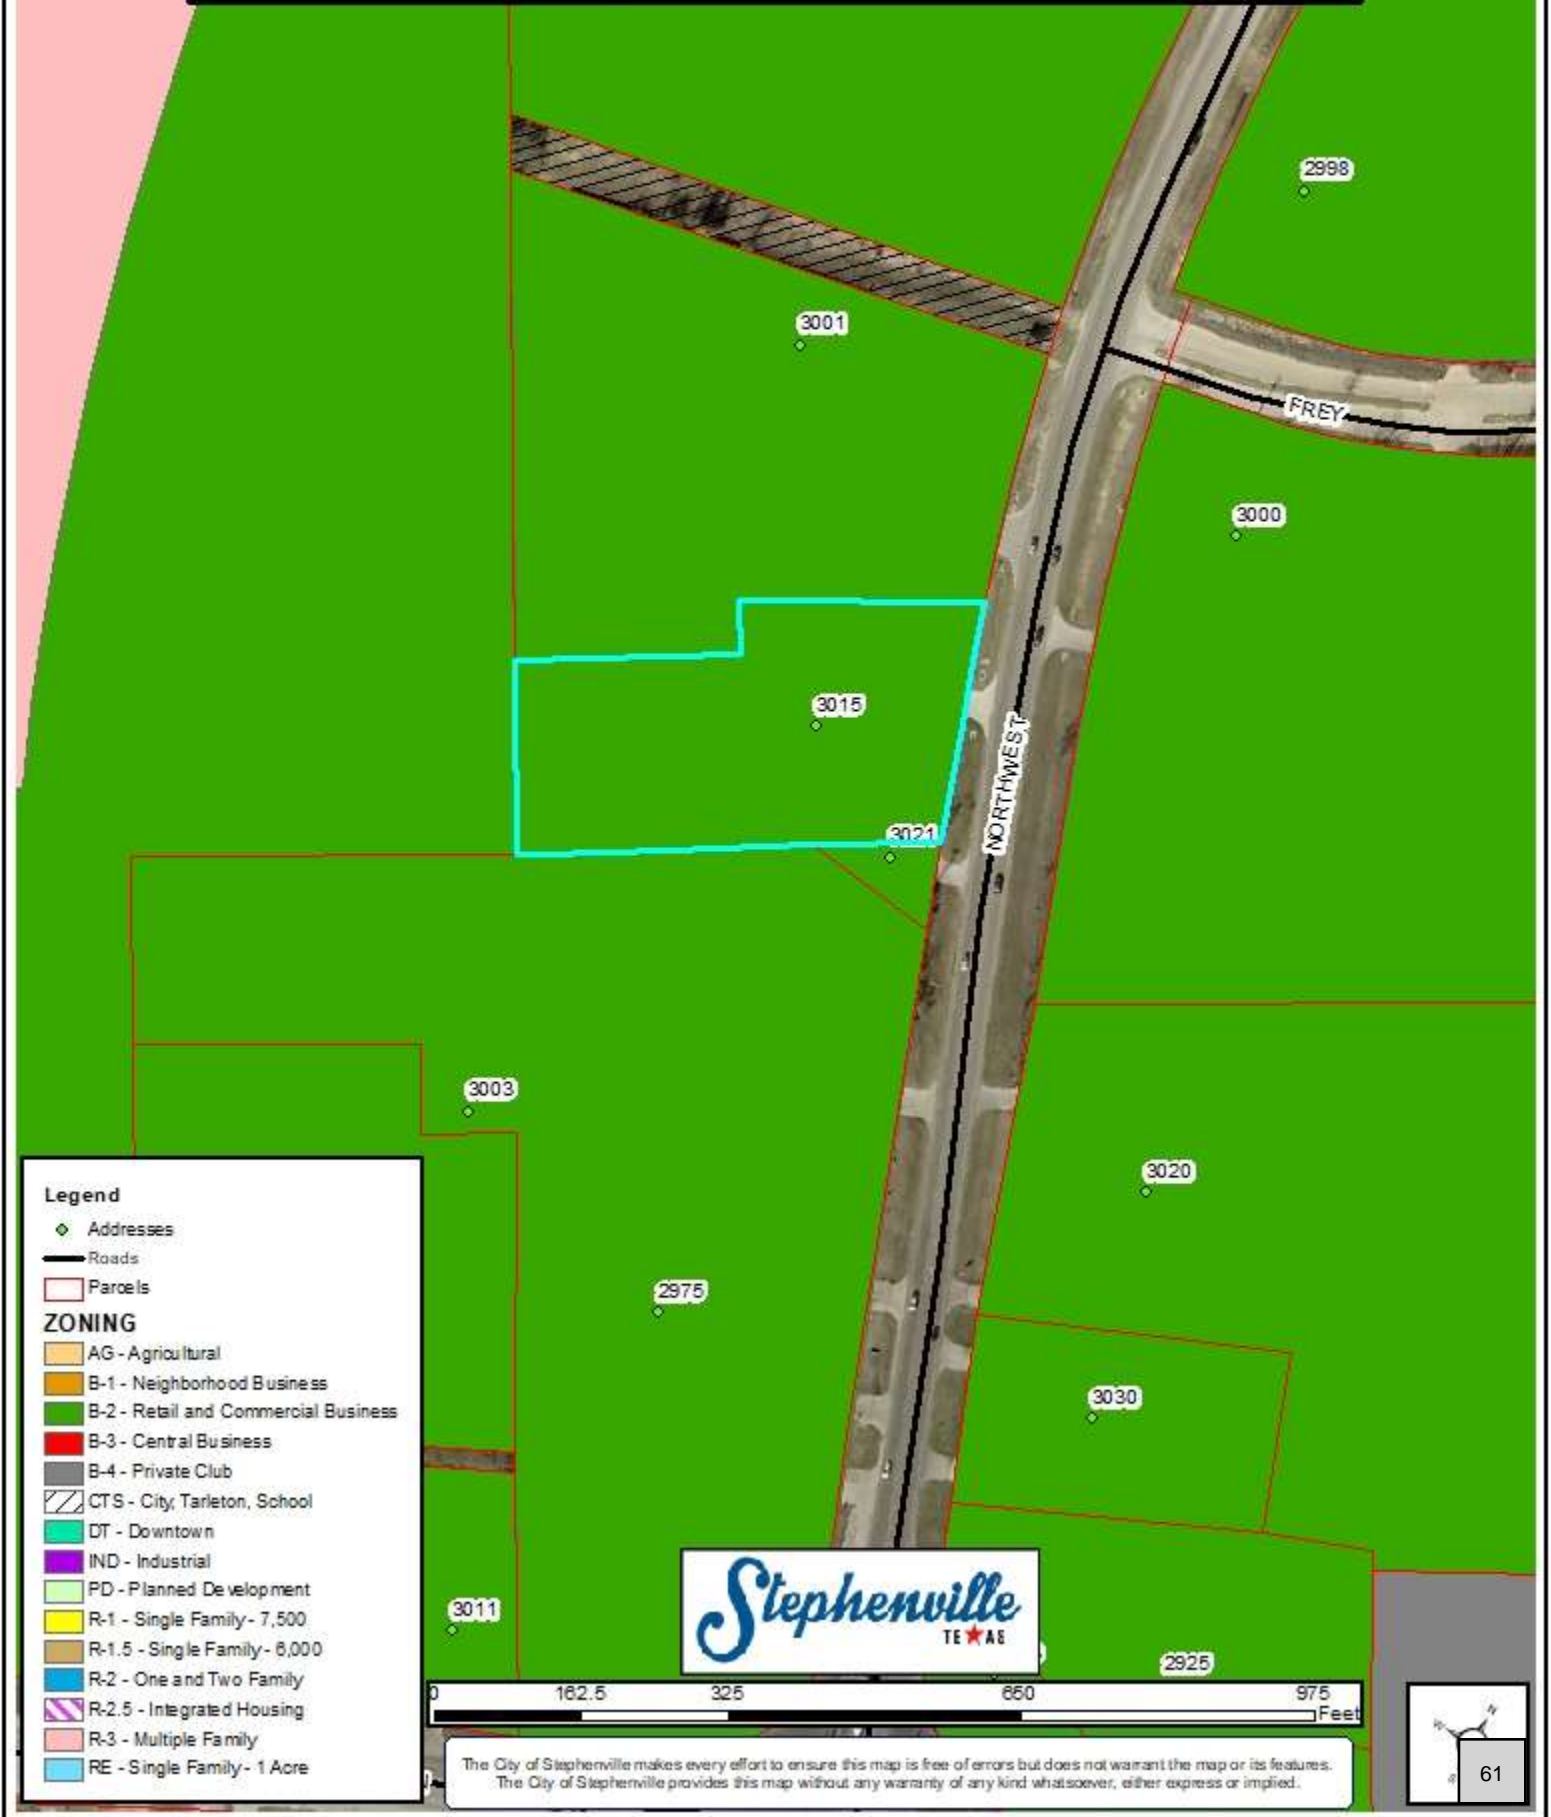 2998
3001
FREY
3000
3015
NORTHWEST
3021
3003
3020
2975
3030
3011
2925
Legend
Addresses
Roads
Parcels
ZONING
AG - Agricultural
B-1 - Neighborhood Business
B-2 - Retail and Commercial Business
B-3 - Central Business
B-4 - Private Club
CTS - City, Tarleton, School
DT - Downtown
IND - Industrial
PD - Planned Development
R-1 - Single Family - 7,500
R-1.5 - Single Family - 6,000
R-2 - One and Two Family
R-2.5 - Integrated Housing
R-3 - Multiple Family
RE - Single Family - 1 Acre
Stephenville
TEXAS
0 162.5 325 650 975
Feet
The City of Stephenville makes every effort to ensure this map is free of errors but does not warrant the map or its features.
The City of Stephenville provides this map without any warranty of any kind whatsoever, either express or implied.
N
W
61